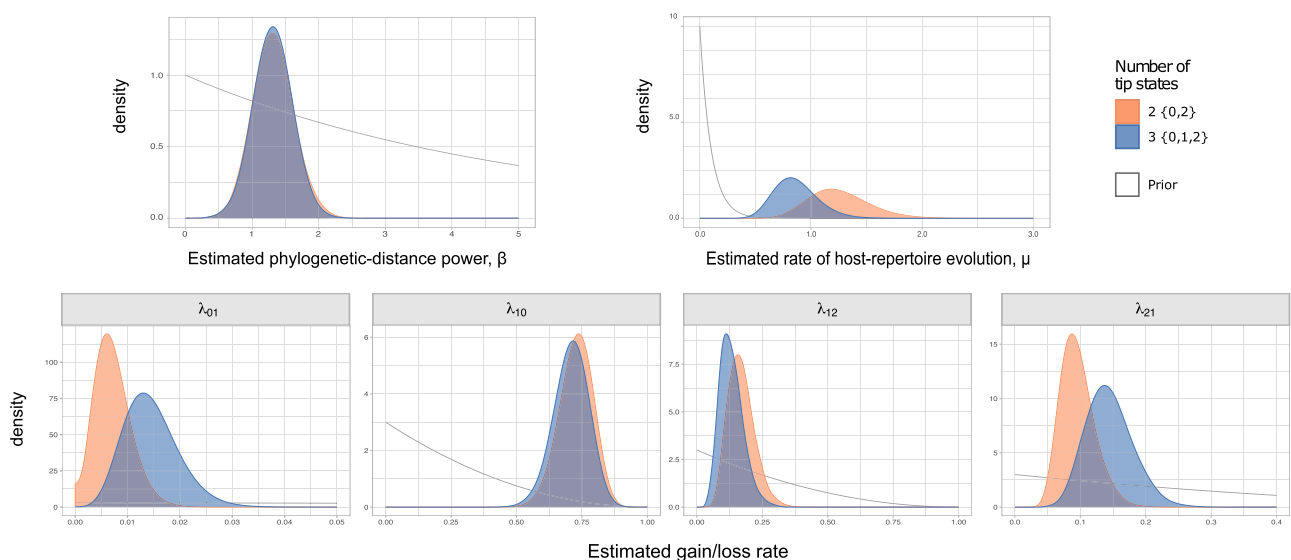 density
1.0
0.5
0.0
0 1 2 3 4 5
Estimated phylogenetic-distance power, β
density
10
5.0
0.0
0.0 1.0 2.0 3.0
Estimated rate of host-repertoire evolution, μ
Number of
tip states
2 {0,2}
3 {0,1,2}
Prior
density
λ01
100
75
50
25
0
0.00 0.01 0.02 0.03 0.04 0.05
λ10
6
4
2
0
0.00 0.25 0.50 0.75 1.00
λ12
7.5
5.0
2.5
0.0
0.00 0.25 0.50 0.75 1.00
λ21
15
10
5
0
0.0 0.1 0.2 0.3 0.4
Estimated gain/loss rate